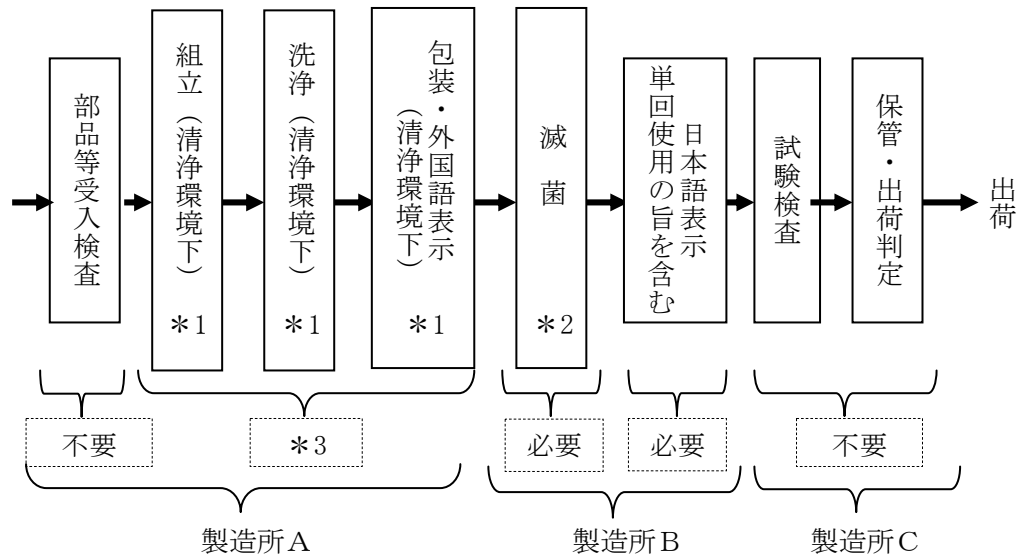 部品等受入検査
組立（清浄環境下）
＊1
洗浄（清浄環境下）
＊1
包装・外国語表示
（清浄環境下）
＊1
滅菌
＊2
日本語表示
単回使用の旨を含む
試験検査
保管・出荷判定
出荷
不要
＊3
必要
必要
不要
製造所A
製造所B
製造所C